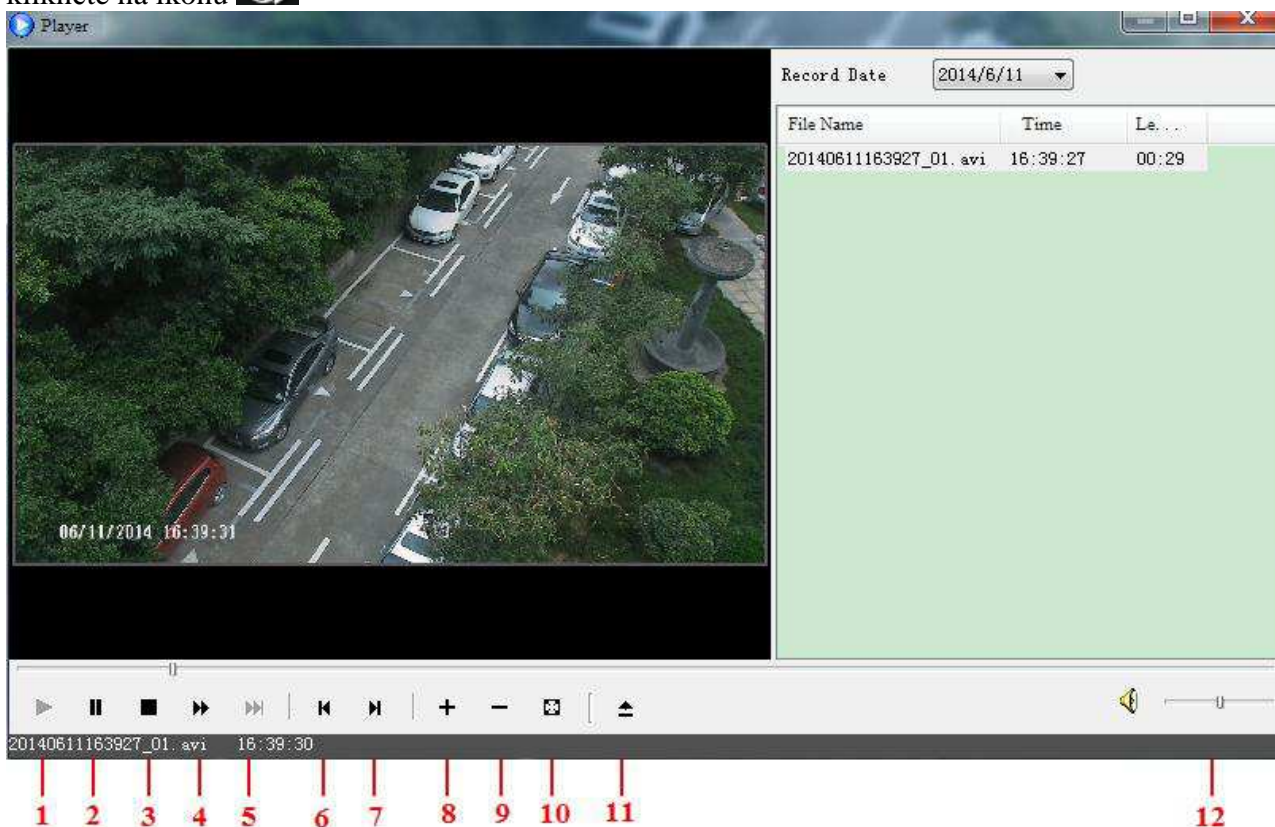 kliknete na ikonu
Player
Record Date 2014/6/11
File Name Time Le...
20140611163927_01.avi 16:39:27 00:29
06/11/2014 16:39:31
20140611163927_01.avi 16:39:30
1 2 3 4 5 6 7 8 9 10 11 12